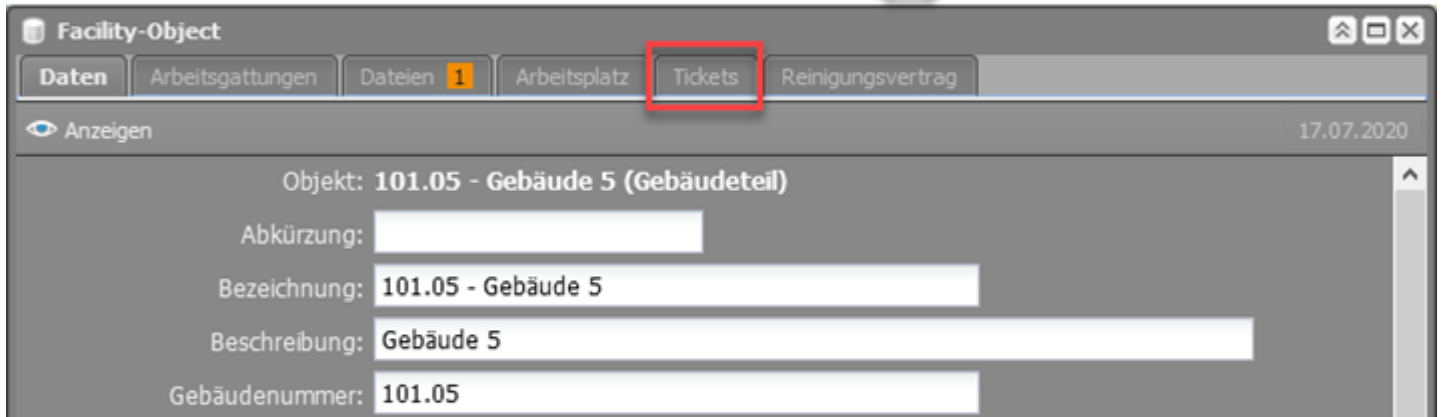 Facility-Object
Daten Arbeitsgattungen Dateien 1 Arbeitsplatz Tickets Reinigungsvertrag
Anzeigen 17.07.2020
Objekt: 101.05 - Gebäude 5 (Gebäudeteil)
Abkürzung:
Bezeichnung: 101.05 - Gebäude 5
Beschreibung: Gebäude 5
Gebäudenummer: 101.05